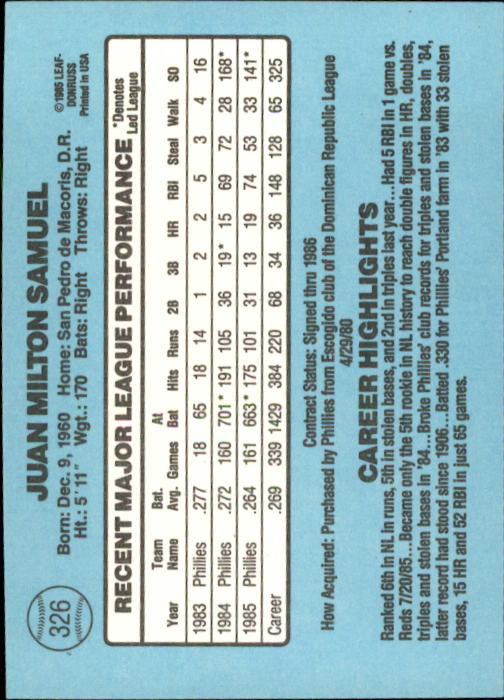 326
JUAN MILTON SAMUEL
©1985 LEAF-
DONRUSS
Printed in USA
Born: Dec. 9, 1960 Home: San Pedro de Macoris, D.R.
Ht.: 5' 11" Wgt.: 170 Bats: Right Throws: Right
RECENT MAJOR LEAGUE PERFORMANCE
*Denotes
Led League
Year Team Name Bat. Avg. Games At Bat Hits Runs 2B 3B HR RBI Steal Walk SO
1983 Phillies .277 18 65 18 14 1 2 2 5 3 4 16
1984 Phillies .272 160 701* 191 105 36 19* 15 69 72 28 168*
1985 Phillies .264 161 663* 175 101 31 13 19 74 53 33 141*
Career .269 339 1429 384 220 68 34 36 148 128 65 325
Contract Status: Signed thru 1986
How Acquired: Purchased by Phillies from Escogido club of the Dominican Republic League
4/29/80
CAREER HIGHLIGHTS
Ranked 6th in NL in runs, 5th in stolen bases, and 2nd in triples last year...Had 5 RBI in 1 game vs.
Reds 7/20/85...Became only the 5th rookie in NL history to reach double figures in HR, doubles,
triples and stolen bases in '84...Broke Phillies' club records for triples and stolen bases in '84,
latter record had stood since 1906...Batted .330 for Phillies' Portland farm in '83 with 33 stolen
bases, 15 HR and 52 RBI in just 65 games.